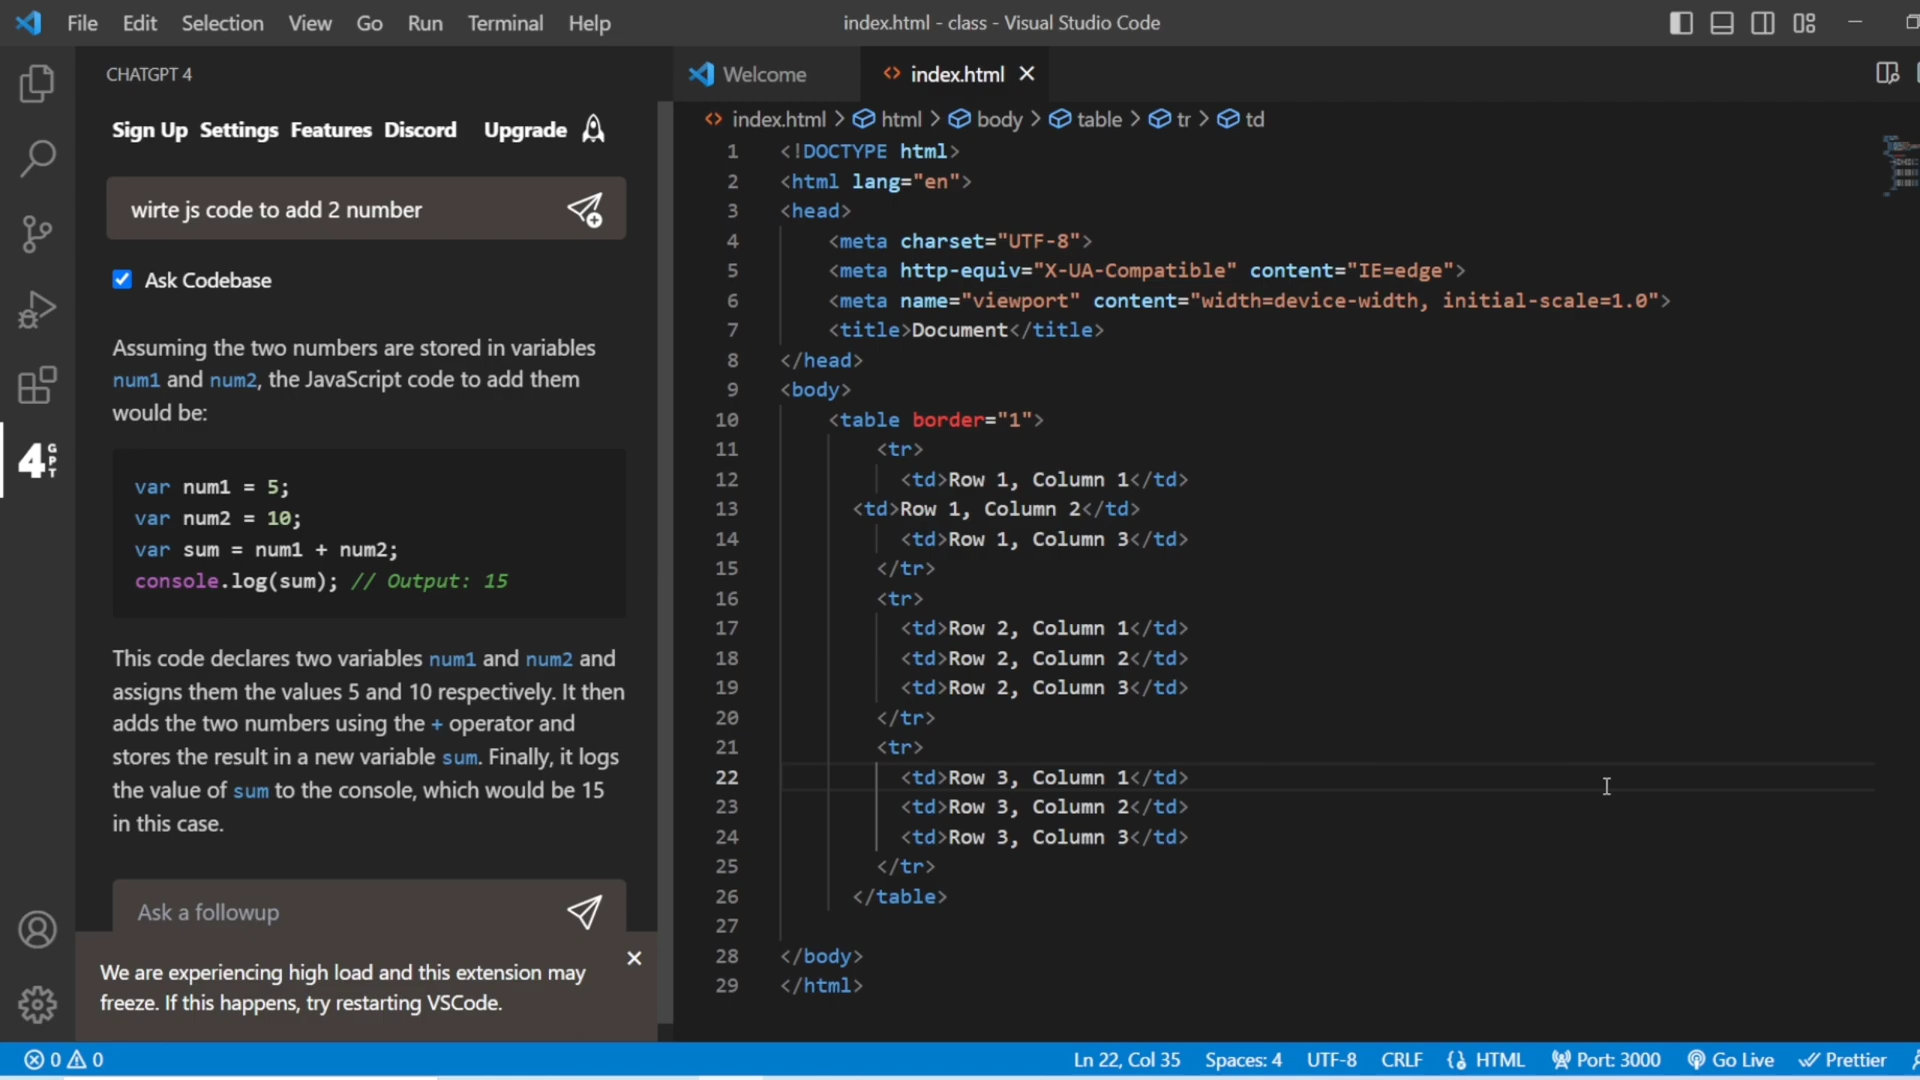 File Edit Selection View Go Run Terminal Help
index.html - class - Visual Studio Code
CHATGPT 4
Sign Up Settings Features Discord Upgrade
wirte js code to add 2 number
Ask Codebase
Assuming the two numbers are stored in variables
num1 and num2, the JavaScript code to add them
would be:
var num1 = 5;
var num2 = 10;
var sum = num1 + num2;
console.log(sum); // Output: 15
This code declares two variables num1 and num2 and
assigns them the values 5 and 10 respectively. It then
adds the two numbers using the + operator and
stores the result in a new variable sum. Finally, it logs
the value of sum to the console, which would be 15
in this case.
Ask a followup
We are experiencing high load and this extension may
freeze. If this happens, try restarting VSCode.
4 GPT
Welcome
index.html
index.html > html > body > table > tr > td
1 <!DOCTYPE html>
2 <html lang="en">
3 <head>
4 <meta charset="UTF-8">
5 <meta http-equiv="X-UA-Compatible" content="IE=edge">
6 <meta name="viewport" content="width=device-width, initial-scale=1.0">
7 <title>Document</title>
8 </head>
9 <body>
10 <table border="1">
11 <tr>
12 <td>Row 1, Column 1</td>
13 <td>Row 1, Column 2</td>
14 <td>Row 1, Column 3</td>
15 </tr>
16 <tr>
17 <td>Row 2, Column 1</td>
18 <td>Row 2, Column 2</td>
19 <td>Row 2, Column 3</td>
20 </tr>
21 <tr>
22 <td>Row 3, Column 1</td>
23 <td>Row 3, Column 2</td>
24 <td>Row 3, Column 3</td>
25 </tr>
26 </table>
27
28 </body>
29 </html>
0 0
Ln 22, Col 35 Spaces: 4 UTF-8 CRLF HTML Port: 3000 Go Live Prettier